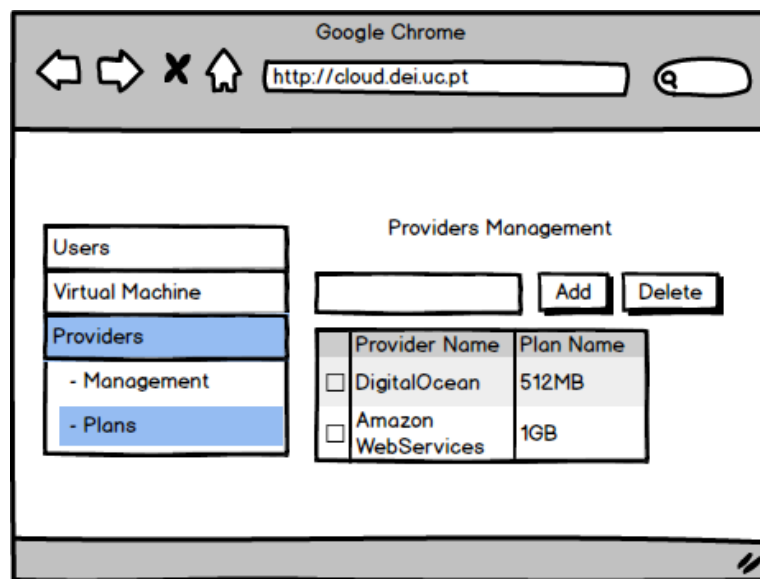 Google Chrome
http://cloud.dei.uc.pt
Providers Management
Users
Virtual Machine
Providers
- Management
- Plans
Add
Delete
Provider Name
Plan Name
DigitalOcean
512MB
Amazon
WebServices
1GB